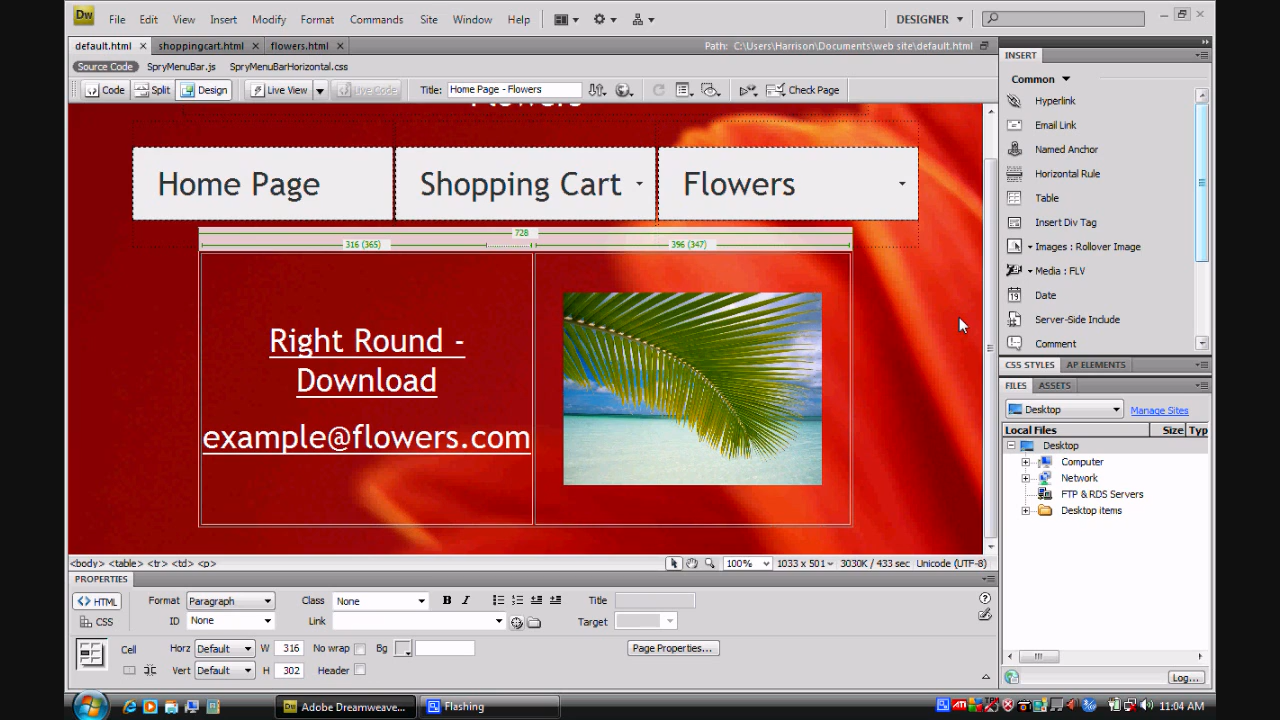 Dw File Edit View Insert Modify Format Commands Site Window Help DESIGNER
default.html shoppingcart.html flowers.html Path: C:\Users\Harrison\Documents\web site\default.html
Source Code SpryMenuBar.js SpryMenuBarHorizontal.css
Code Split Design Live View Live Code Title: Home Page - Flowers Check Page
Flowers
Home Page Shopping Cart Flowers
728
316 (365) 396 (347)
Right Round -
Download
example@flowers.com
<body> <table> <tr> <td> <p> 100% 1033 x 501 3030K / 433 sec Unicode (UTF-8)
PROPERTIES
HTML Format Paragraph Class None B I Title
CSS ID None Link Target
Cell Horz Default W 316 No wrap Bg Page Properties...
Vert Default H 302 Header
INSERT
Common
Hyperlink
Email Link
Named Anchor
Horizontal Rule
Table
Insert Div Tag
Images : Rollover Image
Media : FLV
19 Date
Server-Side Include
Comment
CSS STYLES AP ELEMENTS
FILES ASSETS
Desktop Manage Sites
Local Files Size Typ
Desktop
Computer
Network
FTP & RDS Servers
Desktop items
Log...
Adobe Dreamweave... Flashing ATI 11:04 AM